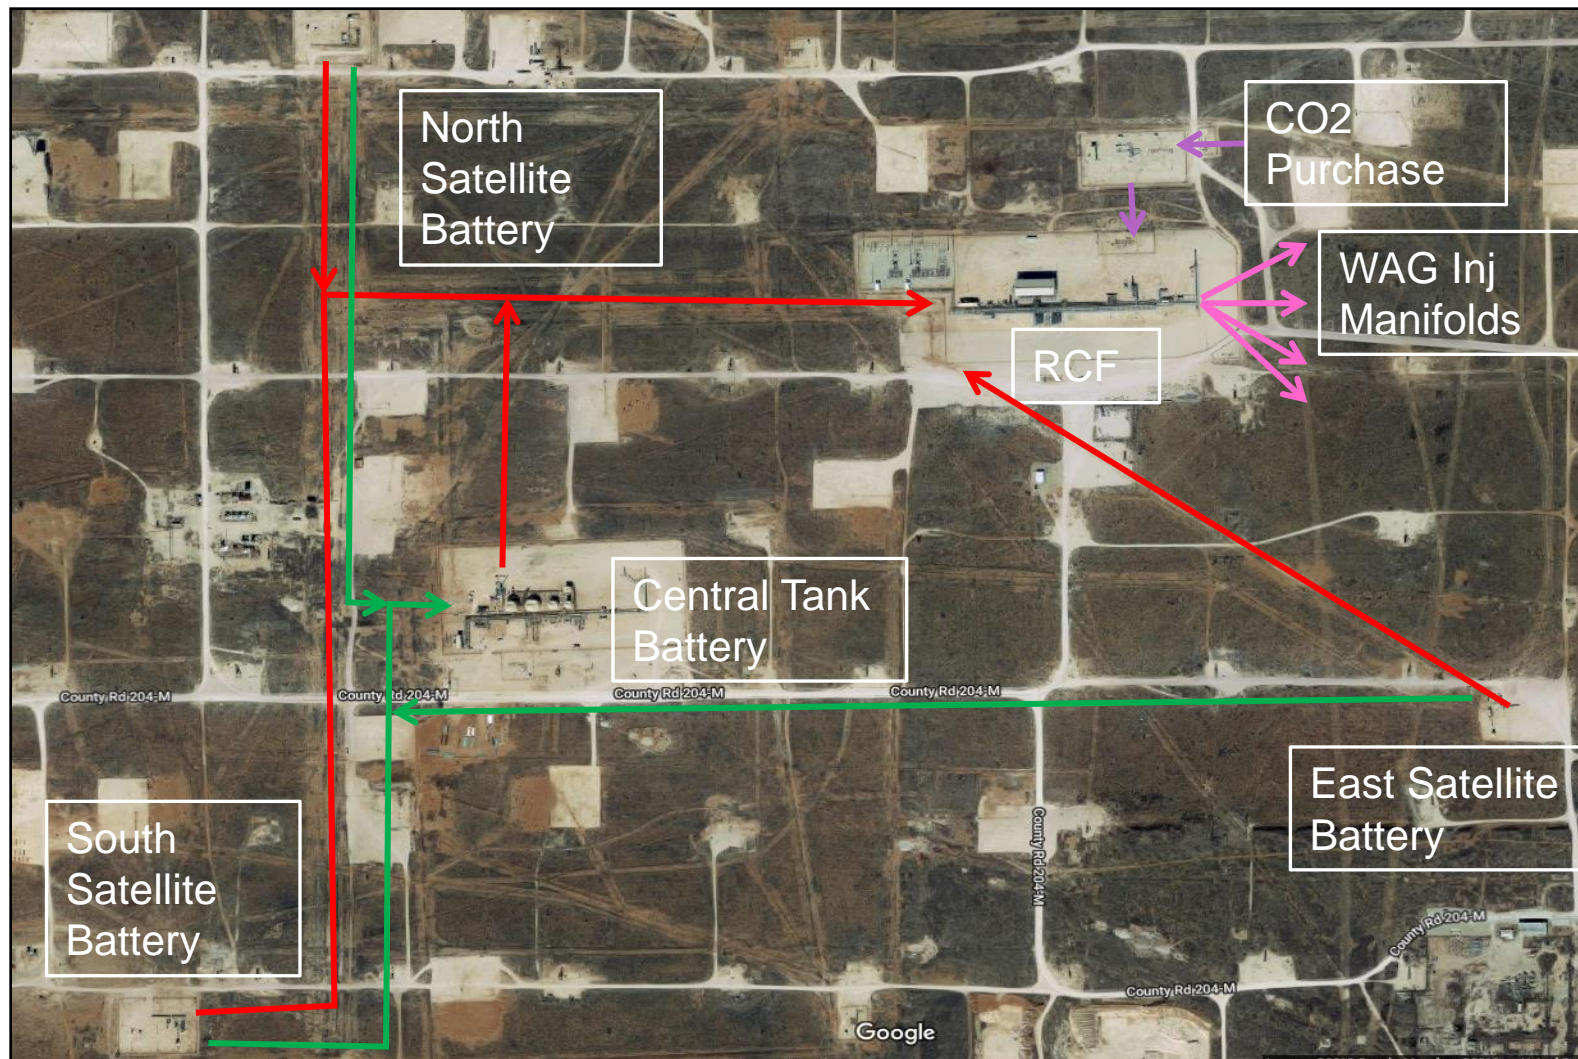 North
Satellite
Battery
CO2
Purchase
WAG Inj
Manifolds
RCF
Central Tank
Battery
County Rd 204-M
County Rd 204-M
County Rd 204-M
County Rd 204-M
East Satellite
Battery
South
Satellite
Battery
County Rd 204-M
County Rd 204-M
County Rd 204-M
Google